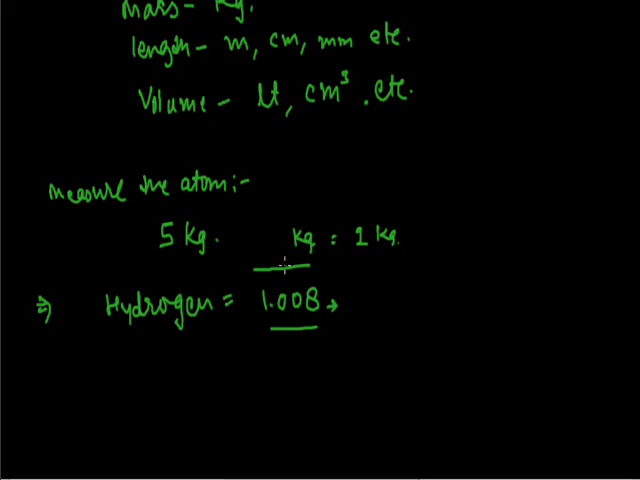 Mass - Kg.
length - m, cm, mm etc.
Volume - lt, cm³. etc.
Measure the atom:-
5 Kg. Kg = 1 Kg.
⇒ Hydrogen = 1.008 →